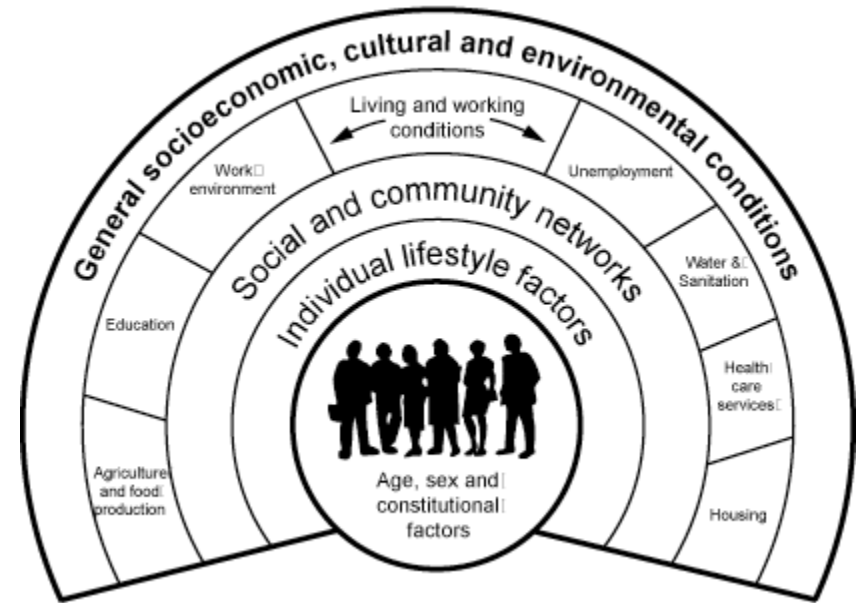 General socioeconomic, cultural and environmental conditions
Living and working
conditions
Work
environment
Unemployment
Education
Water &
Sanitation
Agriculture
and food
production
Health
care
services
Housing
Social and community networks
Individual lifestyle factors
Age, sex and
constitutional
factors